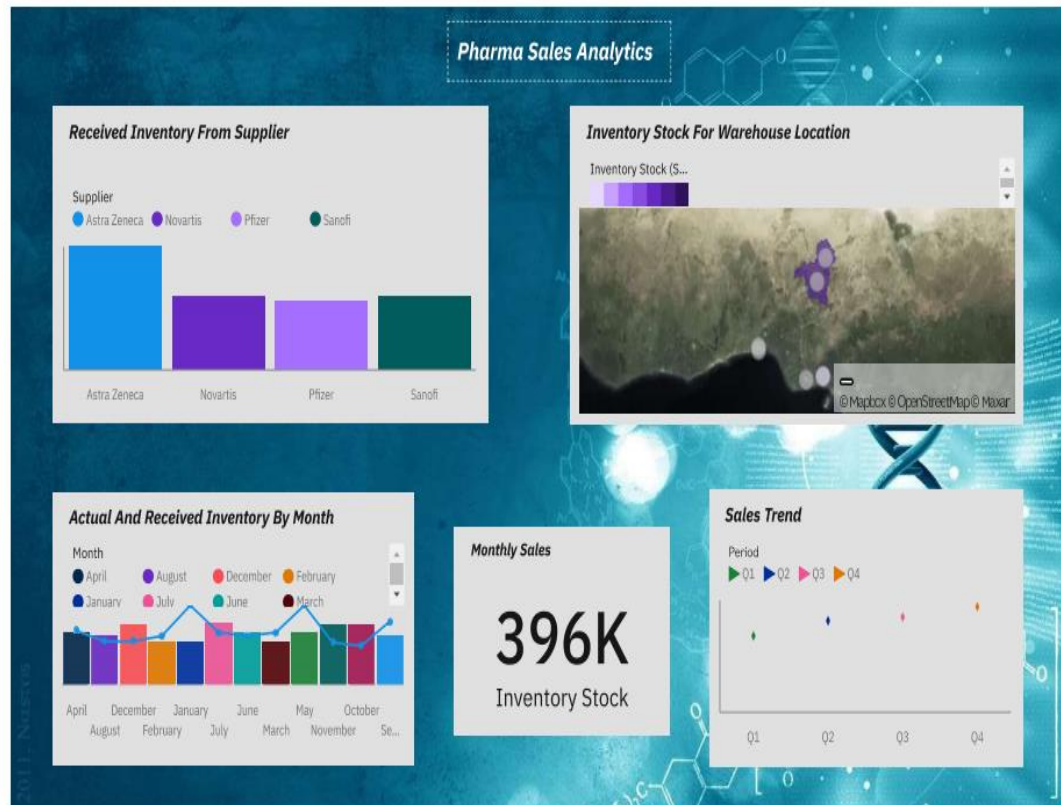 Pharma Sales Analytics
Received Inventory From Supplier
Supplier
Astra Zeneca Novartis Pfizer Sanofi
Astra Zeneca Novartis Pfizer Sanofi
Inventory Stock For Warehouse Location
Inventory Stock (S...
© Mapbox © OpenStreetMap © Maxar
Actual And Received Inventory By Month
Month
April August December February
January July June March
April December January June May October
August February July March November Se...
Monthly Sales
396K
Inventory Stock
Sales Trend
Period
Q1 Q2 Q3 Q4
Q1 Q2 Q3 Q4